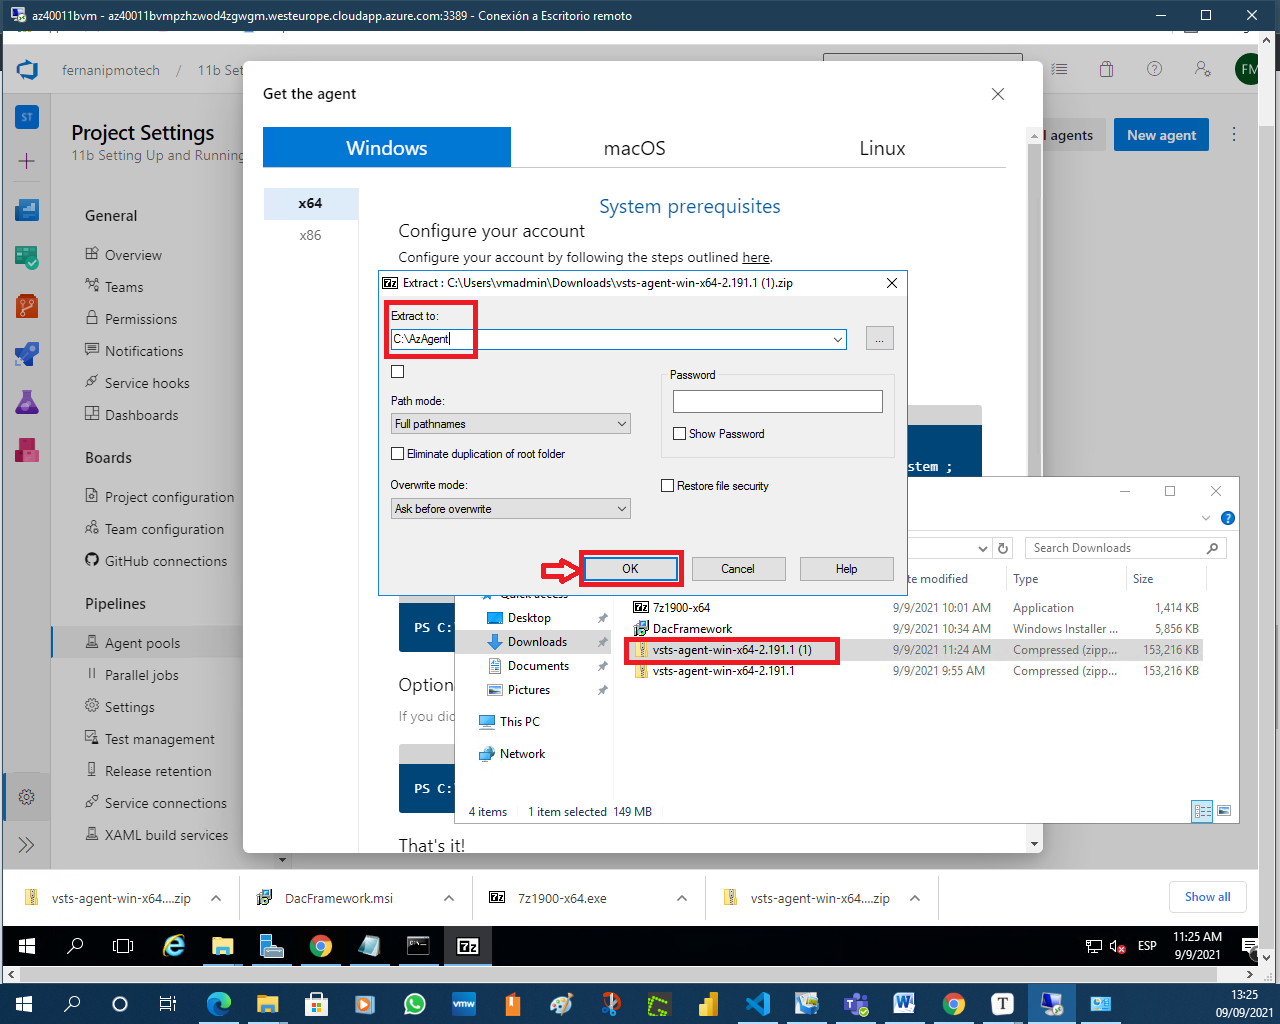 az40011bvm - az40011bvmpzhzwod4zgwgm.westeurope.cloudapp.azure.com:3389 - Conexión a Escritorio remoto
fernanipmotech / 11b Set
FM
Get the agent
ST
Project Settings
11b Setting Up and Running
agents
New agent
Windows
macOS
Linux
x64
x86
System prerequisites
Configure your account
Configure your account by following the steps outlined here.
General
Overview
Teams
Permissions
Notifications
Service hooks
Dashboards
Boards
Project configuration
Team configuration
GitHub connections
Pipelines
Agent pools
Parallel jobs
Settings
Test management
Release retention
Service connections
XAML build services
7z Extract : C:\Users\vmadmin\Downloads\vsts-agent-win-x64-2.191.1 (1).zip
Extract to:
C:\AzAgent
...
Password
Path mode:
Full pathnames
Show Password
Eliminate duplication of root folder
Overwrite mode:
Ask before overwrite
Restore file security
OK
Cancel
Help
stem ;
PS C:
Option
If you dic
PS C:
That's it!
Search Downloads
te modified
Type
Size
Quick access
Desktop
Downloads
Documents
Pictures
This PC
Network
7z1900-x64 9/9/2021 10:01 AM Application 1,414 KB
DacFramework 9/9/2021 10:34 AM Windows Installer ... 5,856 KB
vsts-agent-win-x64-2.191.1 (1) 9/9/2021 11:24 AM Compressed (zipp... 153,216 KB
vsts-agent-win-x64-2.191.1 9/9/2021 9:55 AM Compressed (zipp... 153,216 KB
4 items 1 item selected 149 MB
vsts-agent-win-x64....zip
DacFramework.msi
7z1900-x64.exe
vsts-agent-win-x64....zip
Show all
7z
ESP
11:25 AM
9/9/2021
vmw
13:25
09/09/2021